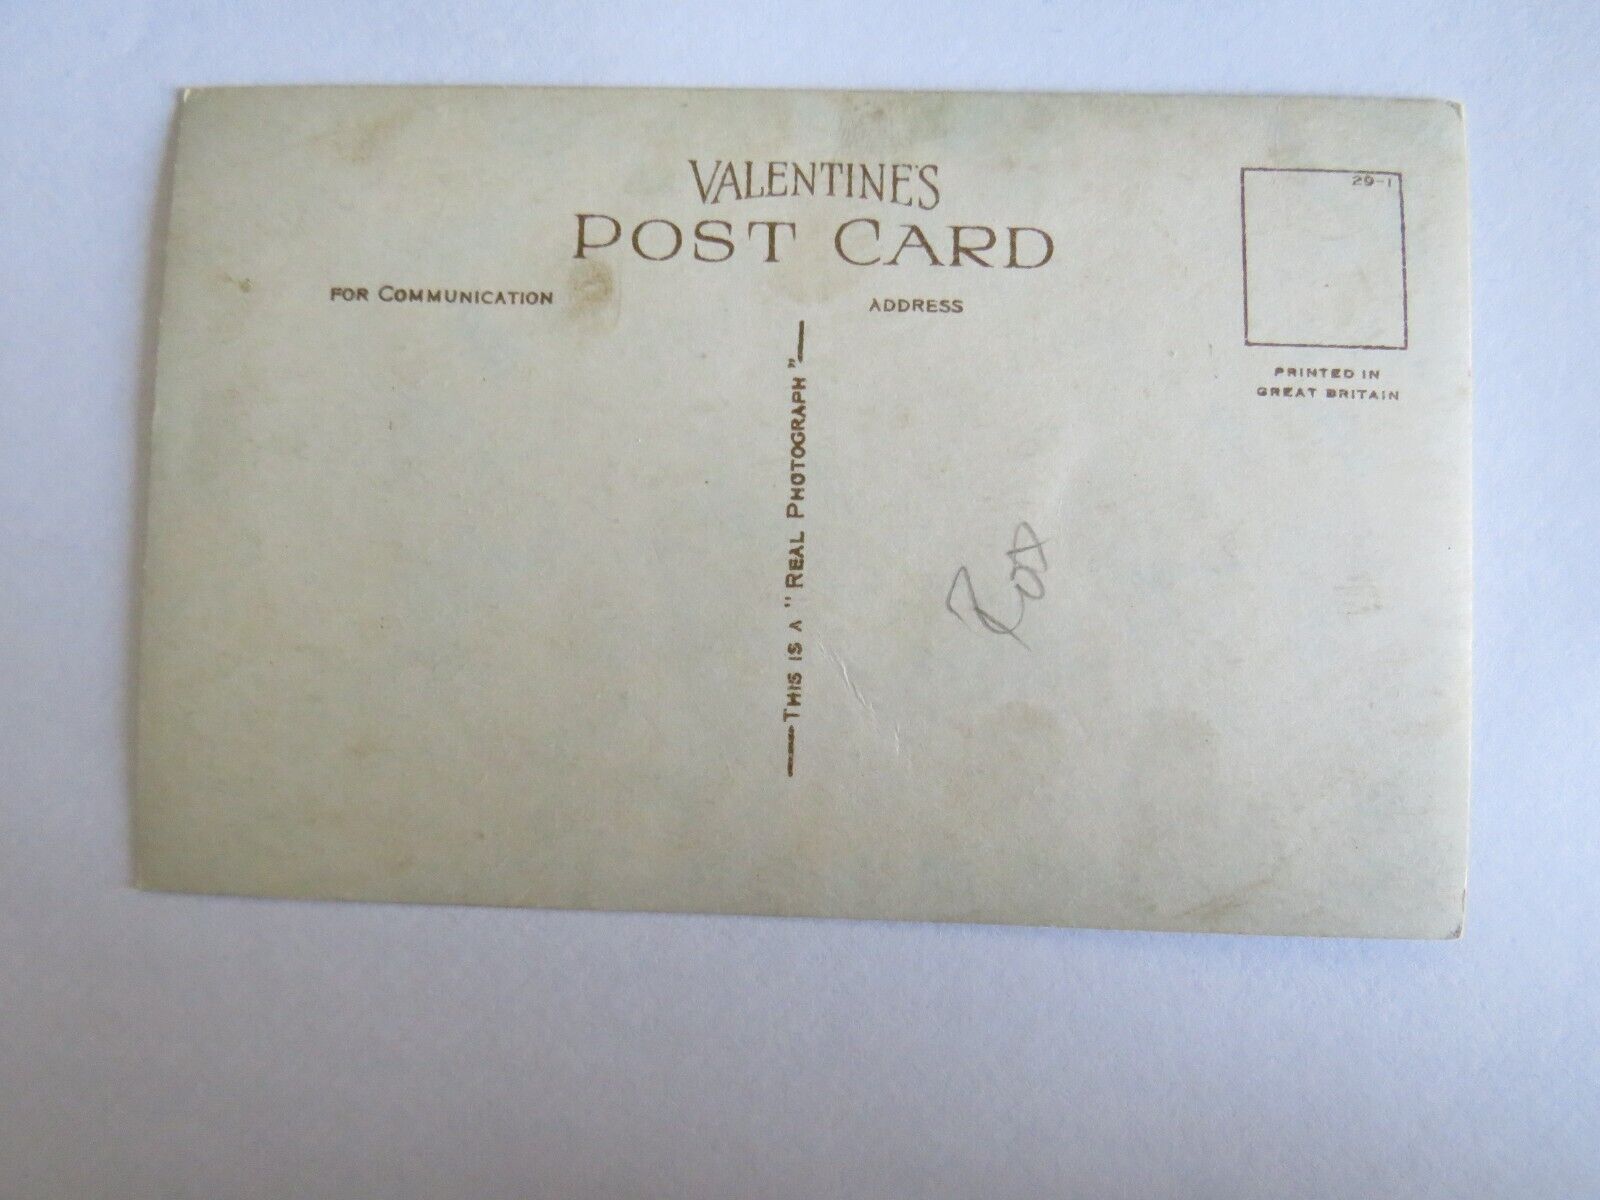 VALENTINE'S
POST CARD
FOR COMMUNICATION
ADDRESS
29-1
PRINTED IN
GREAT BRITAIN
THIS IS A "REAL PHOTOGRAPH"